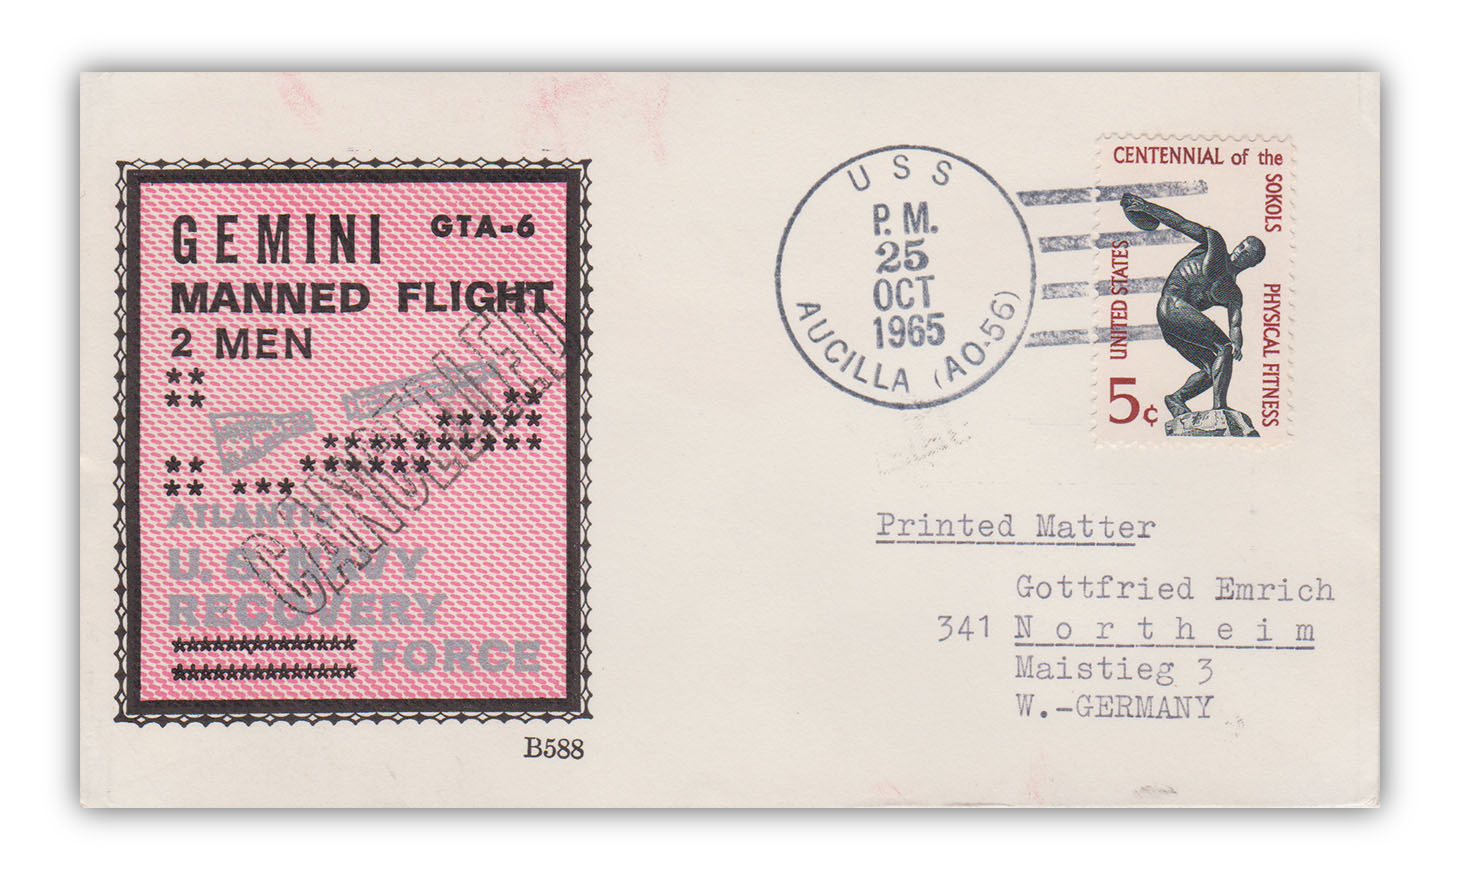 GEMINI GTA-6
MANNED FLIGHT
2 MEN
**
**
**
*****
**********
** ******
** ***
CANCELLED
ATLANTIC
U.S. NAVY
RECOVERY
**************
************** FORCE
B588
USS
P.M.
25
OCT
1965
AUCILLA (AO-56)
CENTENNIAL of the SOKOLS
PHYSICAL FITNESS
UNITED STATES
5¢
Printed Matter
Gottfried Emrich
341 Northeim
Maistieg 3
W.-GERMANY